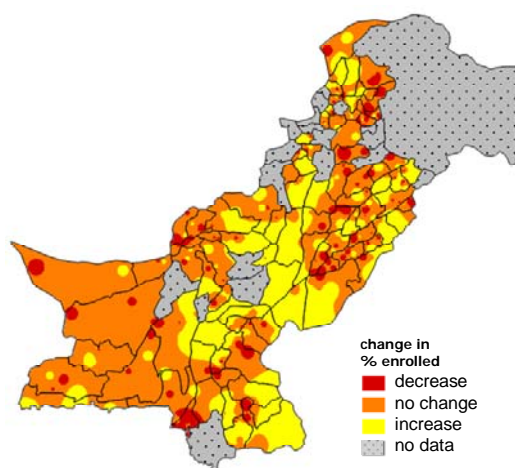 change in
% enrolled
decrease
no change
increase
no data